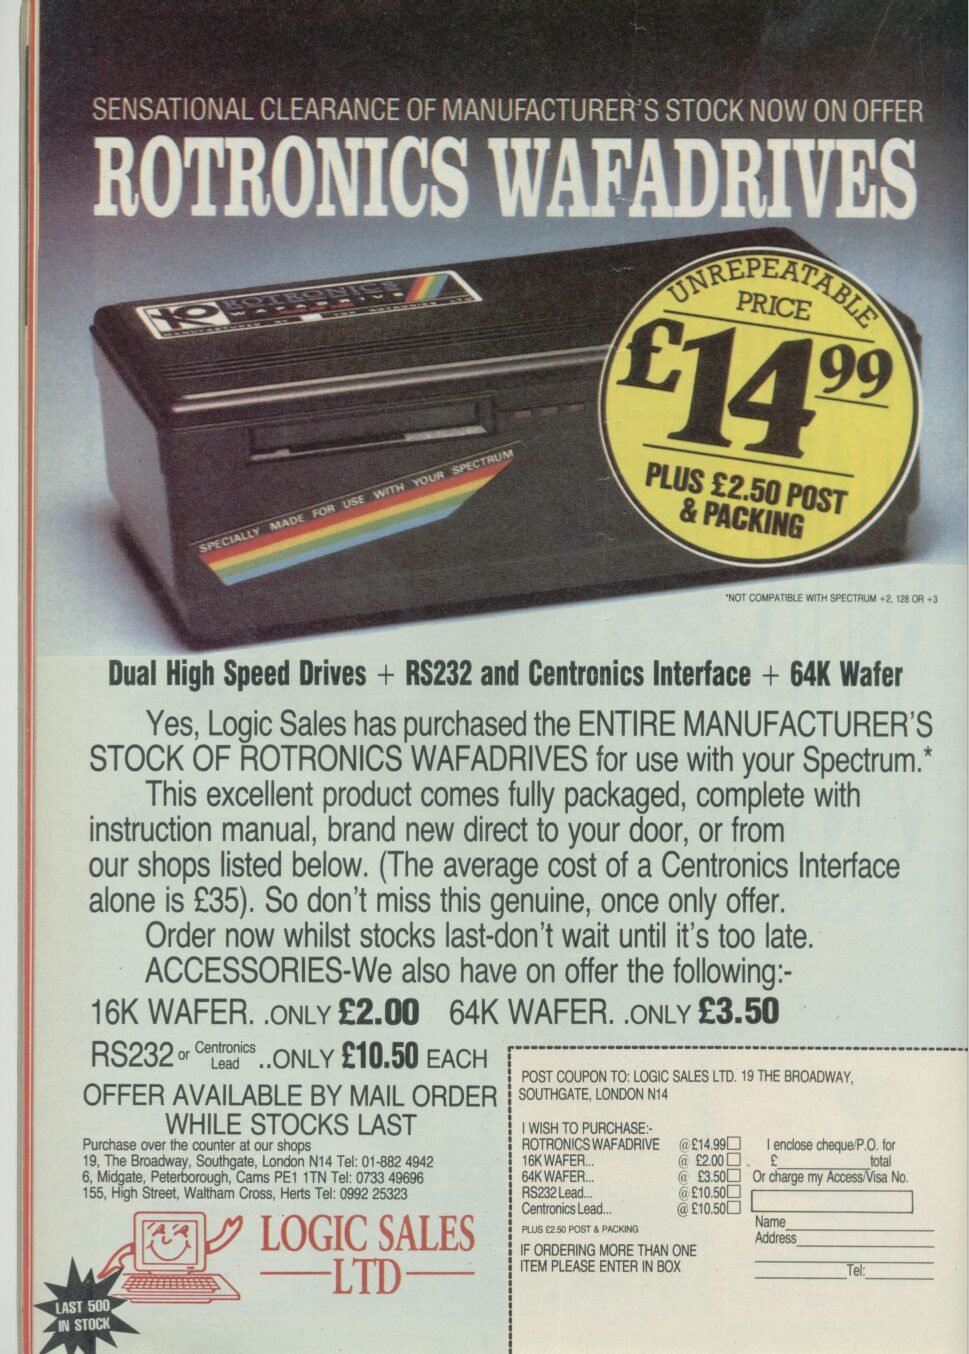 SENSATIONAL CLEARANCE OF MANUFACTURER'S STOCK NOW ON OFFER
ROTRONICS WAFADRIVES
ROTRONICS
UNREPEATABLE
PRICE
£14.99
PLUS £2.50 POST
& PACKING
SPECIALLY MADE FOR USE WITH YOUR SPECTRUM
*NOT COMPATIBLE WITH SPECTRUM +2, 128 OR +3
Dual High Speed Drives + RS232 and Centronics Interface + 64K Wafer
Yes, Logic Sales has purchased the ENTIRE MANUFACTURER'S
STOCK OF ROTRONICS WAFADRIVES for use with your Spectrum.*
This excellent product comes fully packaged, complete with
instruction manual, brand new direct to your door, or from
our shops listed below. (The average cost of a Centronics Interface
alone is £35). So don't miss this genuine, once only offer.
Order now whilst stocks last-don't wait until it's too late.
ACCESSORIES-We also have on offer the following:-
16K WAFER. .ONLY £2.00 64K WAFER. .ONLY £3.50
RS232 or Centronics Lead ..ONLY £10.50 EACH
OFFER AVAILABLE BY MAIL ORDER
WHILE STOCKS LAST
Purchase over the counter at our shops
19, The Broadway, Southgate, London N14 Tel: 01-882 4942
6, Midgate, Peterborough, Cams PE1 1TN Tel: 0733 49696
155, High Street, Waltham Cross, Herts Tel: 0992 25323
LOGIC SALES
LTD
LAST 500
IN STOCK
POST COUPON TO: LOGIC SALES LTD. 19 THE BROADWAY,
SOUTHGATE, LONDON N14
I WISH TO PURCHASE:-
ROTRONICS WAFADRIVE @ £14.99
16K WAFER... @ £2.00
64K WAFER... @ £3.50
RS232 Lead... @ £10.50
Centronics Lead... @ £10.50
PLUS £2.50 POST & PACKING
IF ORDERING MORE THAN ONE
ITEM PLEASE ENTER IN BOX
I enclose cheque/P.O. for
£ total
Or charge my Access/Visa No.
Name
Address
Tel: